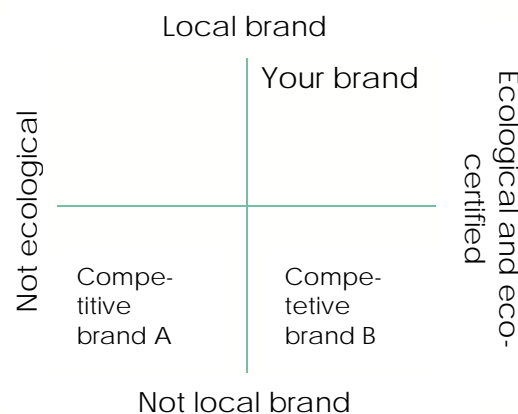 Local brand
Your brand
Not ecological
Ecological and eco-
certified
Compe-
titive
brand A
Compe-
tetive
brand B
Not local brand